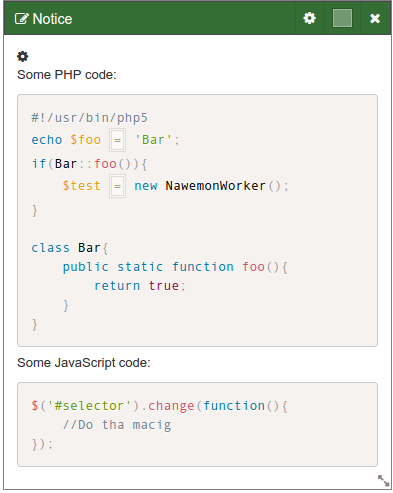 Notice
Some PHP code:
#!/usr/bin/php5
echo $foo = 'Bar';
if(Bar::foo()){
    $test = new NawemonWorker();
}
class Bar{
    public static function foo(){
        return true;
    }
}
Some JavaScript code:
$('#selector').change(function(){
    //Do tha macig
});